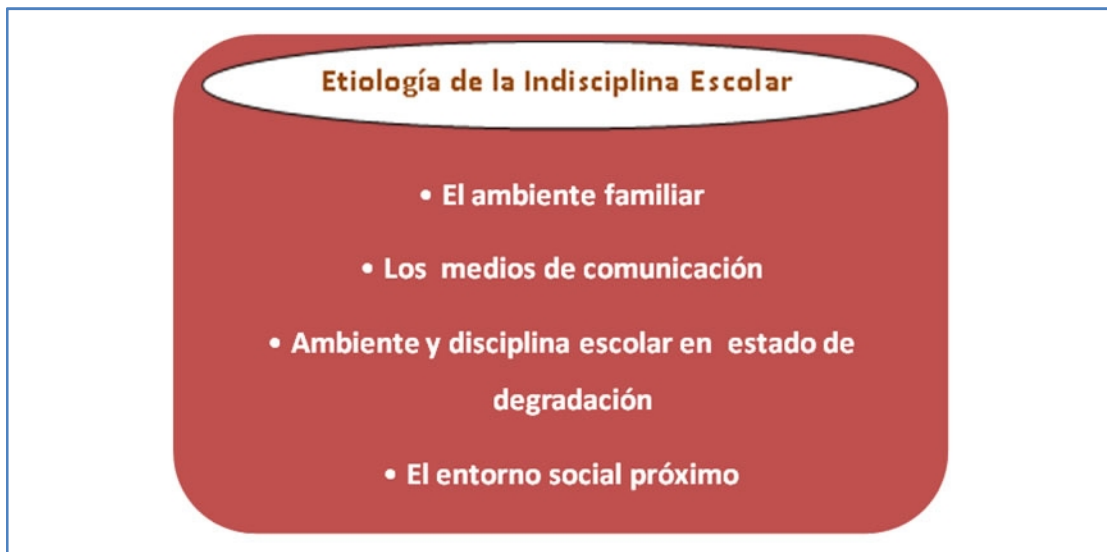 Etiología de la Indisciplina Escolar
• El ambiente familiar
• Los medios de comunicación
• Ambiente y disciplina escolar en estado de
degradación
• El entorno social próximo